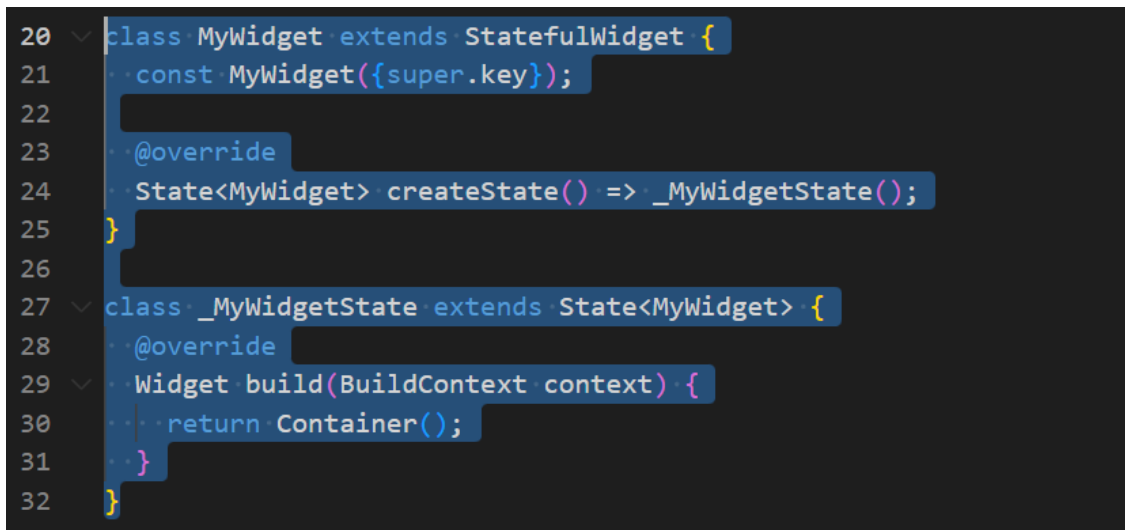 20 class MyWidget extends StatefulWidget {
21   const MyWidget({super.key});
22
23   @override
24   State<MyWidget> createState() => _MyWidgetState();
25 }
26
27 class _MyWidgetState extends State<MyWidget> {
28   @override
29   Widget build(BuildContext context) {
30     return Container();
31   }
32 }